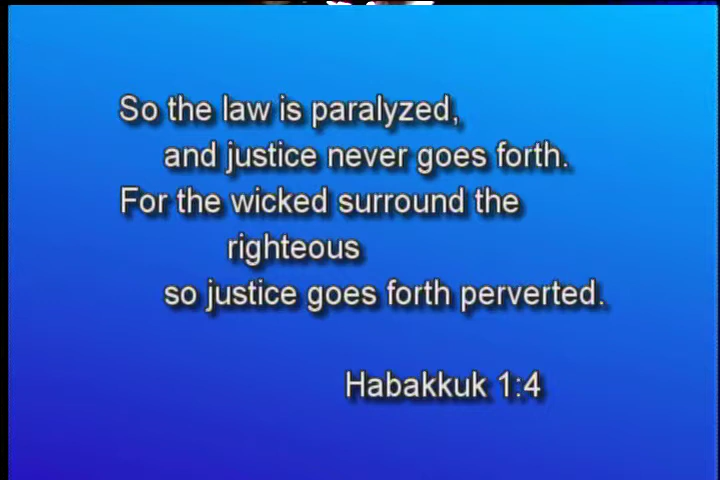 So the law is paralyzed,
and justice never goes forth.
For the wicked surround the
righteous
so justice goes forth perverted.
Habakkuk 1:4